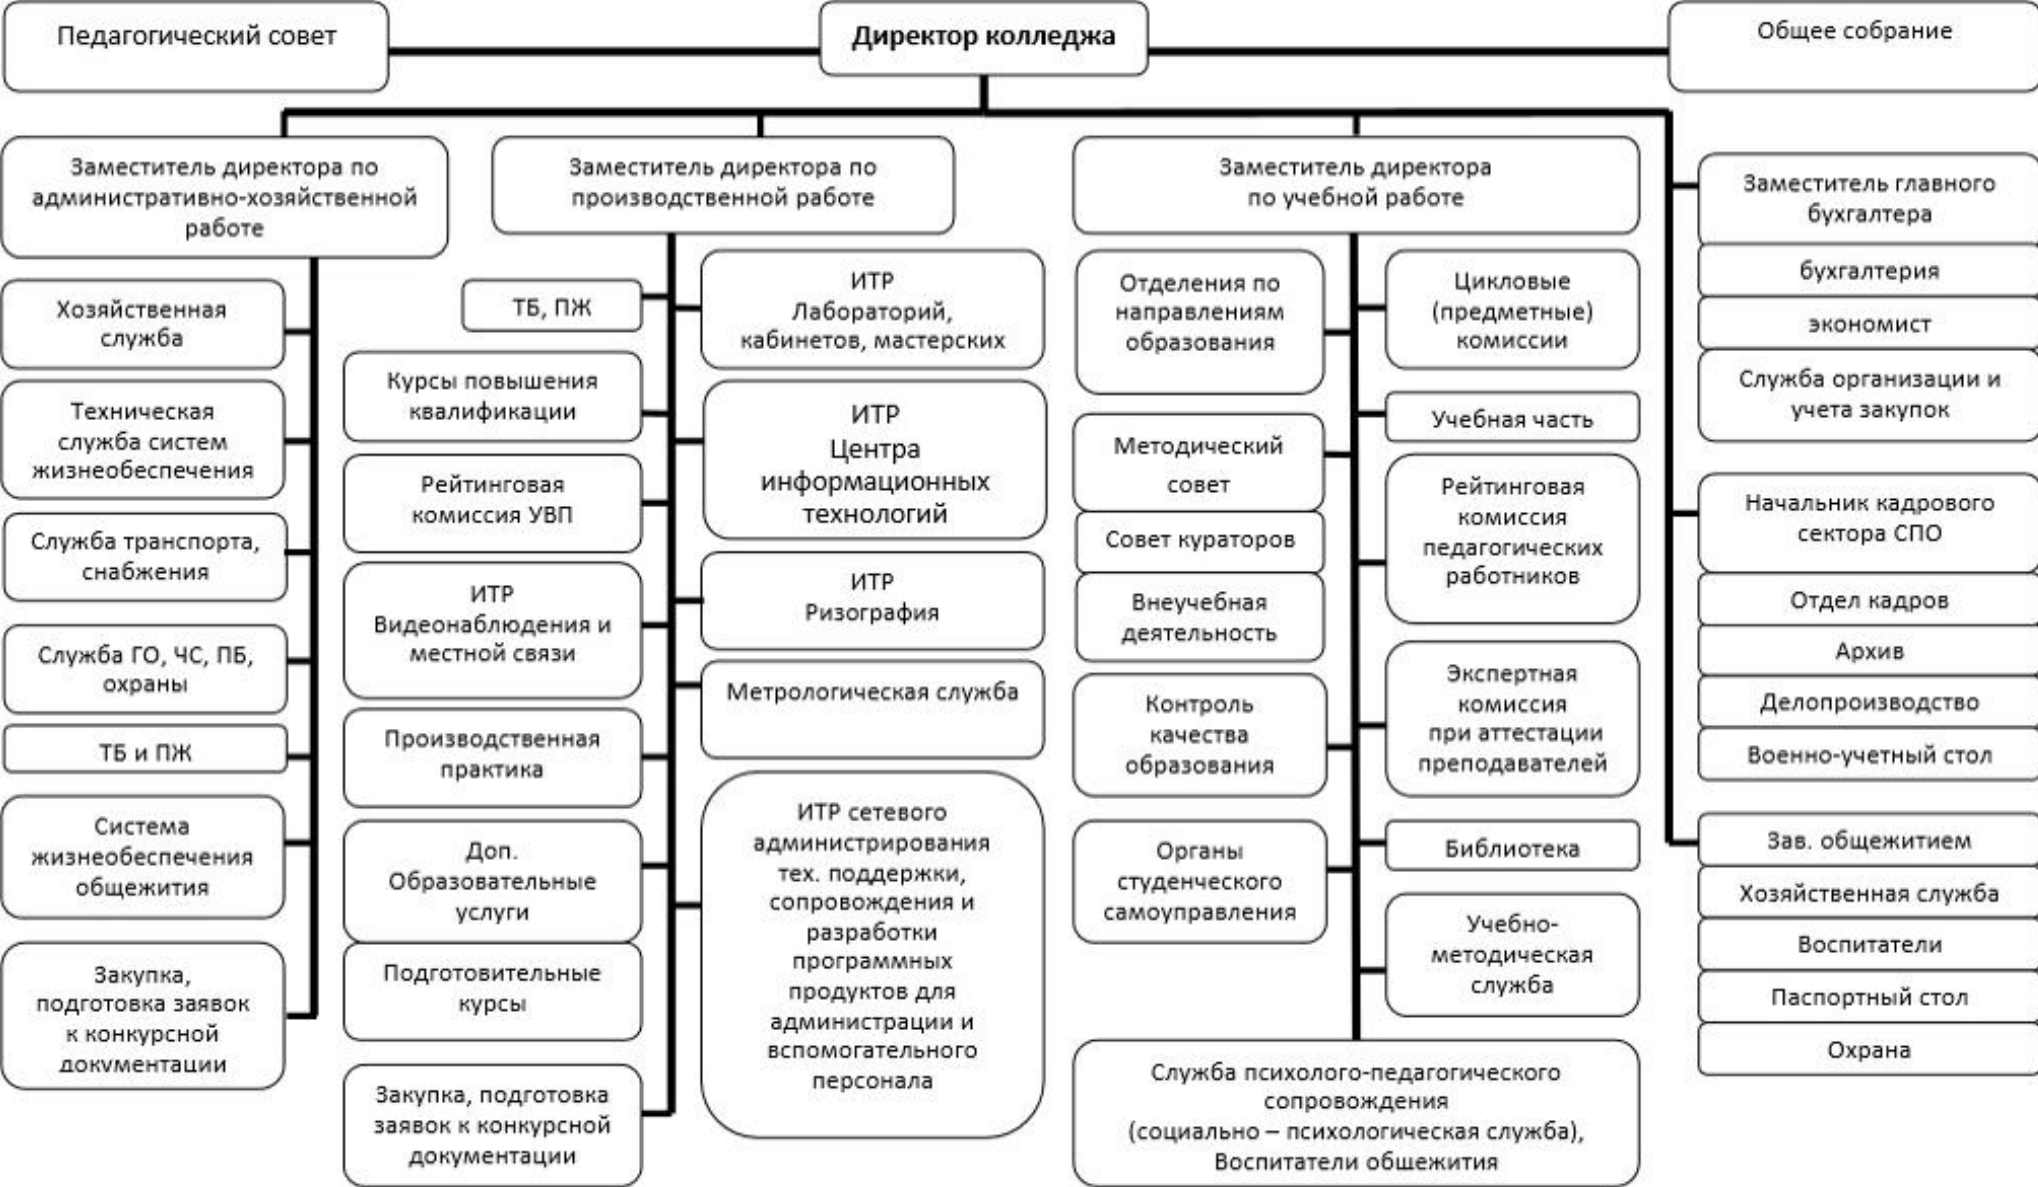 Педагогический совет
Директор колледжа
Общее собрание
Заместитель директора по
административно-хозяйственной
работе
Хозяйственная
служба
Техническая
служба систем
жизнеобеспечения
Служба транспорта,
снабжения
Служба ГО, ЧС, ПБ,
охраны
ТБ и ПЖ
Система
жизнеобеспечения
общежития
Закупка,
подготовка заявок
к конкурсной
документации
Заместитель директора по
производственной работе
ТБ, ПЖ
Курсы повышения
квалификации
Рейтинговая
комиссия УВП
ИТР
Видеонаблюдения и
местной связи
Производственная
практика
Доп.
Образовательные
услуги
Подготовительные
курсы
Закупка, подготовка
заявок к конкурсной
документации
ИТР
Лабораторий,
кабинетов, мастерских
ИТР
Центра
информационных
технологий
ИТР
Ризография
Метрологическая служба
ИТР сетевого
администрирования
тех. поддержки,
сопровождения и
разработки
программных
продуктов для
администрации и
вспомогательного
персонала
Заместитель директора
по учебной работе
Отделения по
направлениям
образования
Методический
совет
Совет кураторов
Внеучебная
деятельность
Контроль
качества
образования
Органы
студенческого
самоуправления
Цикловые
(предметные)
комиссии
Учебная часть
Рейтинговая
комиссия
педагогических
работников
Экспертная
комиссия
при аттестации
преподавателей
Библиотека
Учебно-
методическая
служба
Служба психолого-педагогического
сопровождения
(социально – психологическая служба),
Воспитатели общежития
Заместитель главного
бухгалтера
бухгалтерия
экономист
Служба организации и
учета закупок
Начальник кадрового
сектора СПО
Отдел кадров
Архив
Делопроизводство
Военно-учетный стол
Зав. общежитием
Хозяйственная служба
Воспитатели
Паспортный стол
Охрана